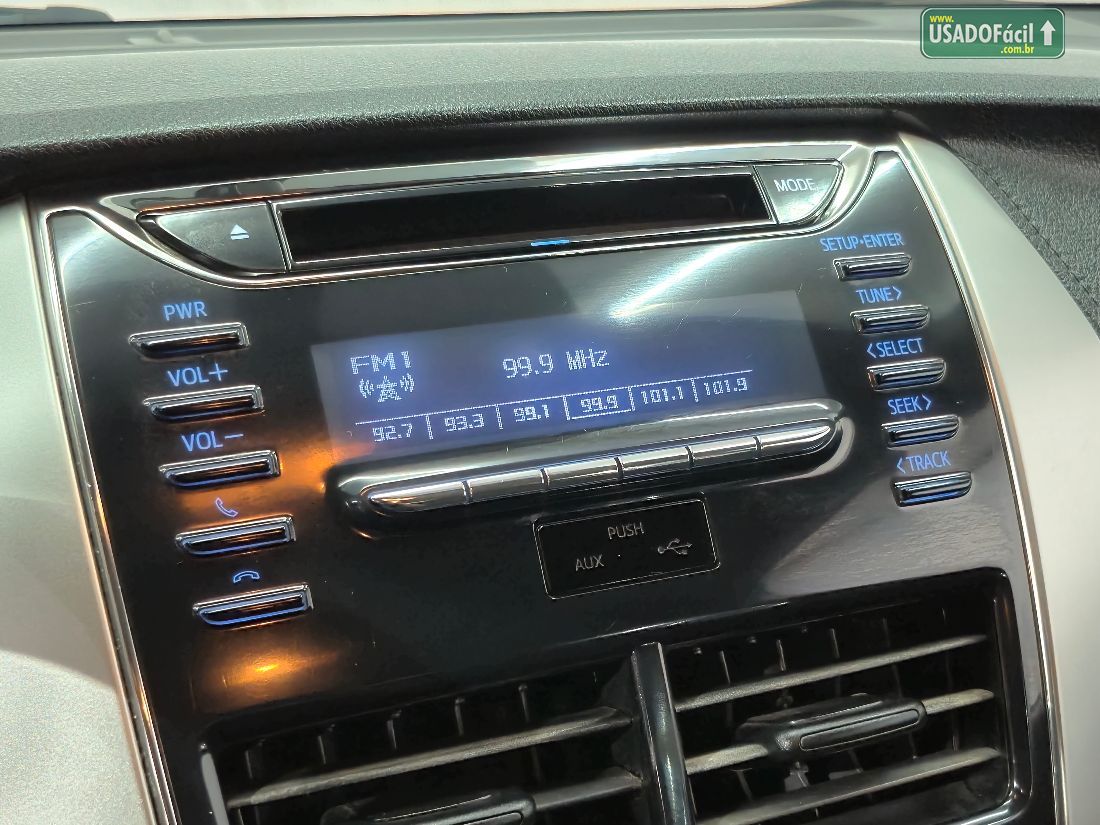 www.
USADOFácil
.com.br
MODE
SETUP•ENTER
PWR
TUNE>
VOL+
<SELECT
VOL−
SEEK>
<TRACK
FM1
99.9 MHz
92.7 93.3 99.1 99.9 101.1 101.9
PUSH
AUX